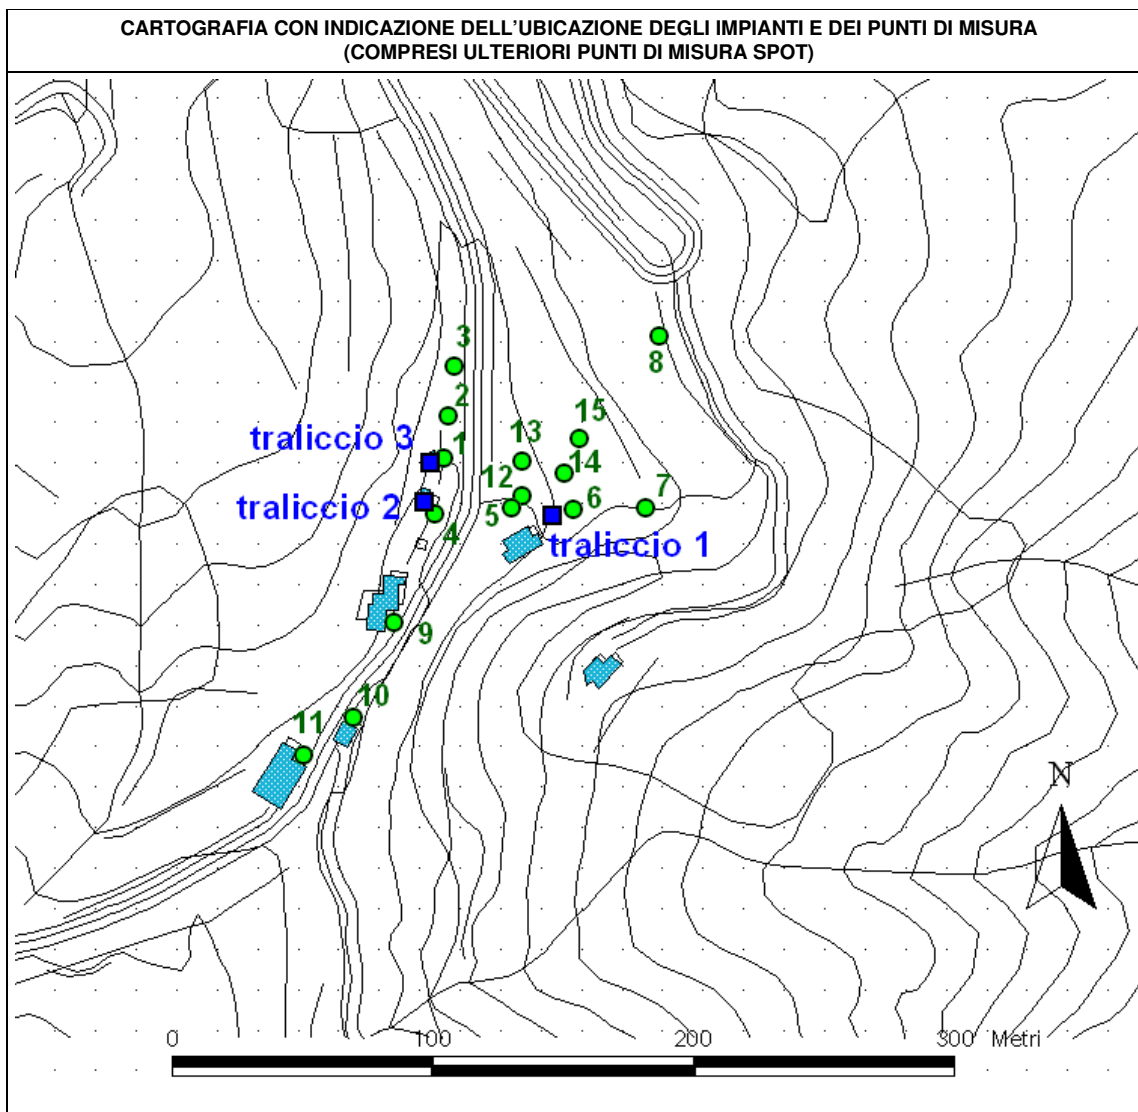 CARTOGRAFIA CON INDICAZIONE DELL'UBICAZIONE DEGLI IMPIANTI E DEI PUNTI DI MISURA
(COMPRESI ULTERIORI PUNTI DI MISURA SPOT)
3
8
2
15
traliccio 3
1
13
14
12
7
traliccio 2
5
6
4
traliccio 1
9
10
11
N
0 100 200 300 Metri